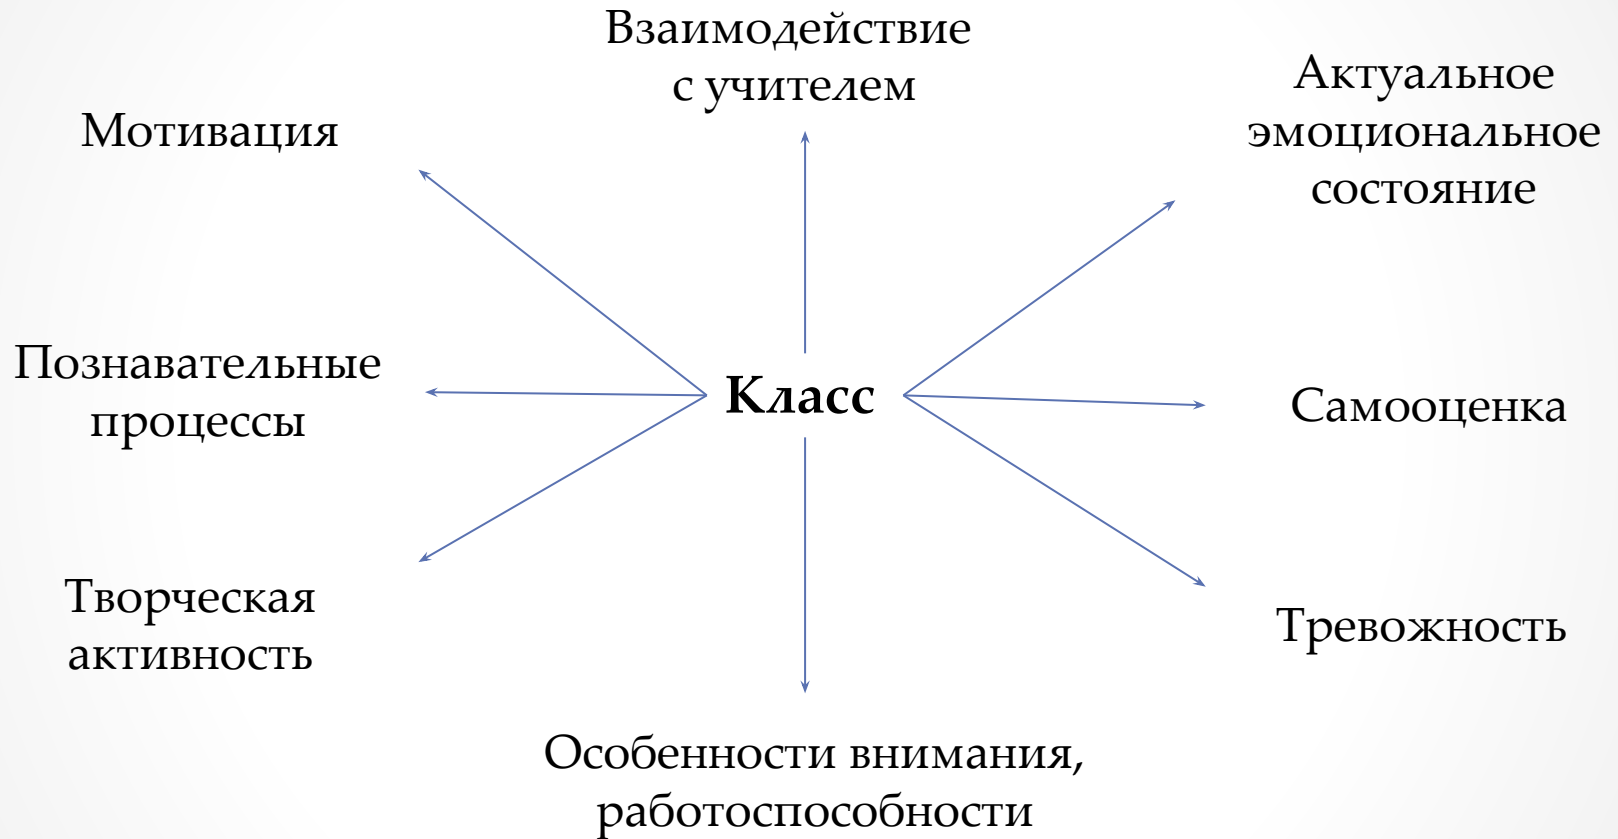 Взаимодействие
с учителем
Актуальное
эмоциональное
состояние
Мотивация
Познавательные
процессы
Класс
Самооценка
Творческая
активность
Тревожность
Особенности внимания,
работоспособности